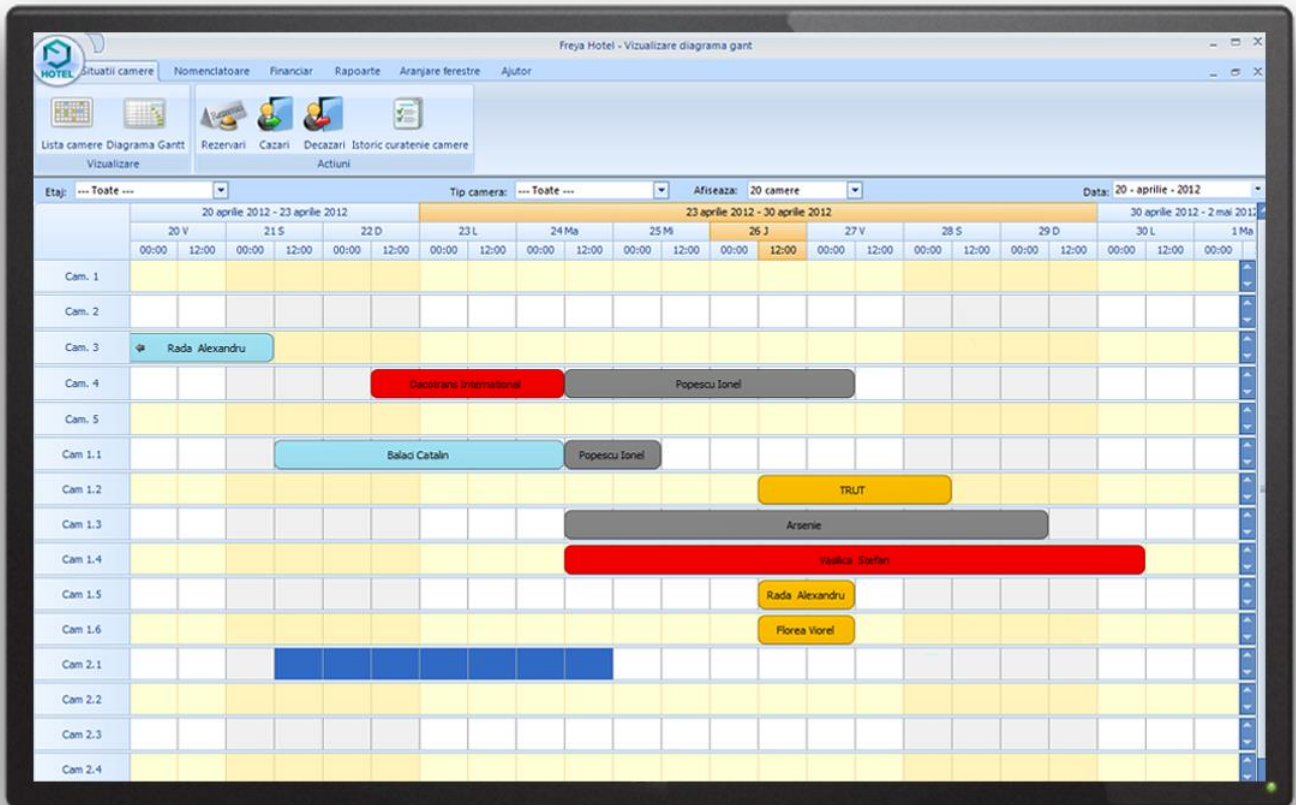 Freya Hotel - Vizualizare diagrama gant
HOTEL
Situatii camere Nomenclatoare Financiar Rapoarte Aranjare ferestre Ajutor
Lista camere Diagrama Gantt Rezervari Cazari Decazari Istoric curatenie camere
Vizualizare Actiuni
Etaj: --- Toate --- Tip camera: --- Toate --- Afiseaza: 20 camere Data: 20 - aprilie - 2012
20 aprilie 2012 - 23 aprilie 2012 23 aprilie 2012 - 30 aprilie 2012 30 aprilie 2012 - 2 mai 2012
20 V 21 S 22 D 23 L 24 Ma 25 Mi 26 J 27 V 28 S 29 D 30 L 1 Ma
00:00 12:00 00:00 12:00 00:00 12:00 00:00 12:00 00:00 12:00 00:00 12:00 00:00 12:00 00:00 12:00 00:00 12:00 00:00 12:00 00:00 12:00 00:00
Cam. 1
Cam. 2
Cam. 3 Rada Alexandru
Cam. 4 Dacotrans International Popescu Ionel
Cam. 5
Cam 1.1 Balaci Catalin Popescu Ionel
Cam 1.2 TRUT
Cam 1.3 Arsenie
Cam 1.4 Vasilica Stefan
Cam 1.5 Rada Alexandru
Cam 1.6 Florea Viorel
Cam 2.1
Cam 2.2
Cam 2.3
Cam 2.4